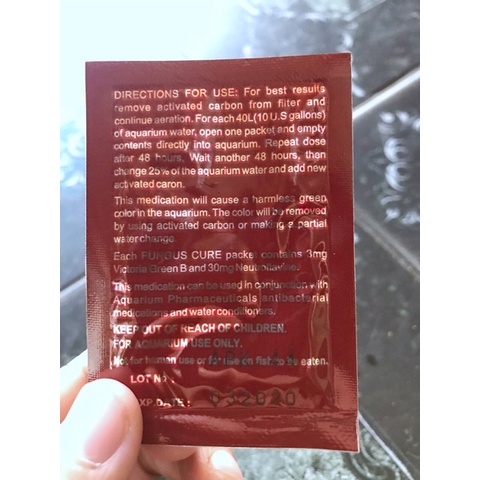 DIRECTIONS FOR USE: For best results
remove activated carbon from filter and
continue aeration. For each 40L(10 U.S gallons)
of aquarium water, open one packet and empty
contents directly into aquarium. Repeat dose
after 48 hours. Wait another 48 hours, then
change 25% of the aquarium water and add new
activated caron.
This medication will cause a harmless green
color in the aquarium. The color will be removed
by using activated carbon or making a partial
water change.
Each FUNGUS CURE packet contains 3mg
Victoria Green B and 30mg Neutroflavine.
This medication can be used in conjunction with
Aquarium Pharmaceuticals antibacterial
medications and water conditioners.
KEEP OUT OF REACH OF CHILDREN.
FOR AQUARIUM USE ONLY.
Not for human use or for use on fish to be eaten.
LOT No :
EXP.DATE : 032020